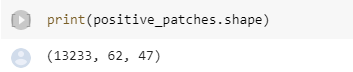 print(positive_patches.shape)
(13233, 62, 47)